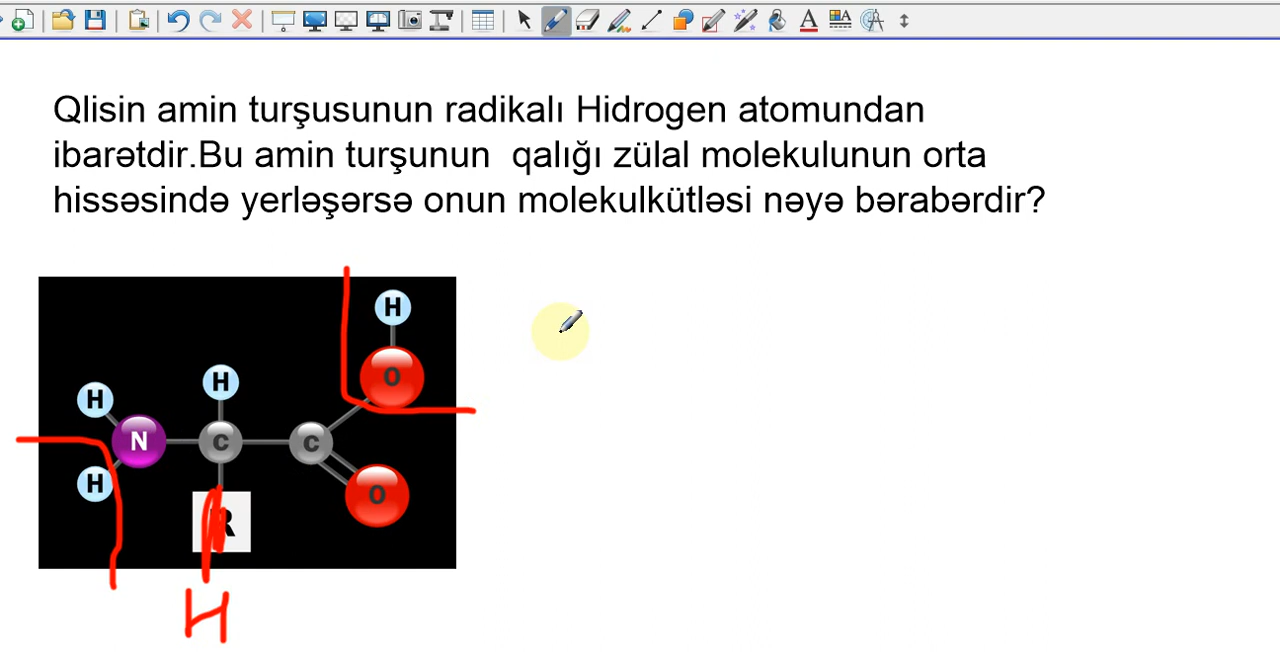 Qlisin amin turşusunun radikalı Hidrogen atomundan
ibarətdir.Bu amin turşunun qalığı zülal molekulunun orta
hissəsində yerləşərsə onun molekulkütləsi nəyə bərabərdir?
H
O
H
H
N
C
C
H
O
R
H